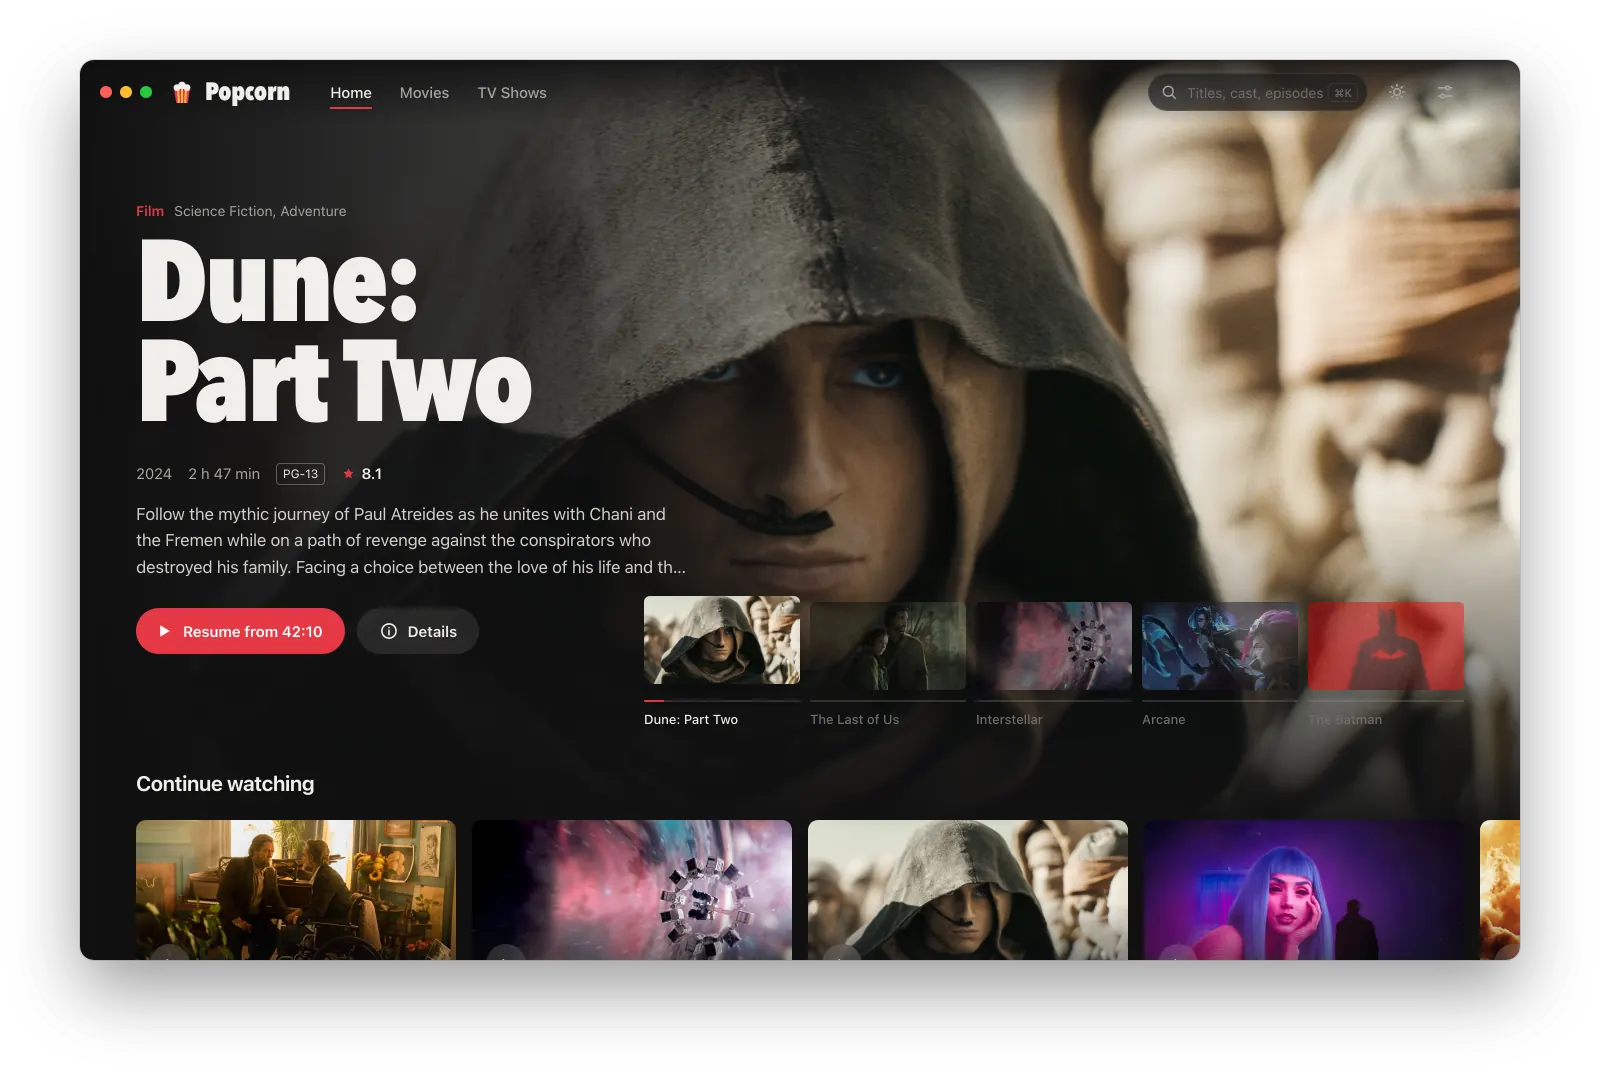 Popcorn
Home
Movies
TV Shows
Titles, cast, episodes
⌘K
Film
Science Fiction, Adventure
Dune:
Part Two
2024
2 h 47 min
PG-13
8.1
Follow the mythic journey of Paul Atreides as he unites with Chani and
the Fremen while on a path of revenge against the conspirators who
destroyed his family. Facing a choice between the love of his life and th...
Resume from 42:10
Details
Dune: Part Two
The Last of Us
Interstellar
Arcane
The Batman
Continue watching